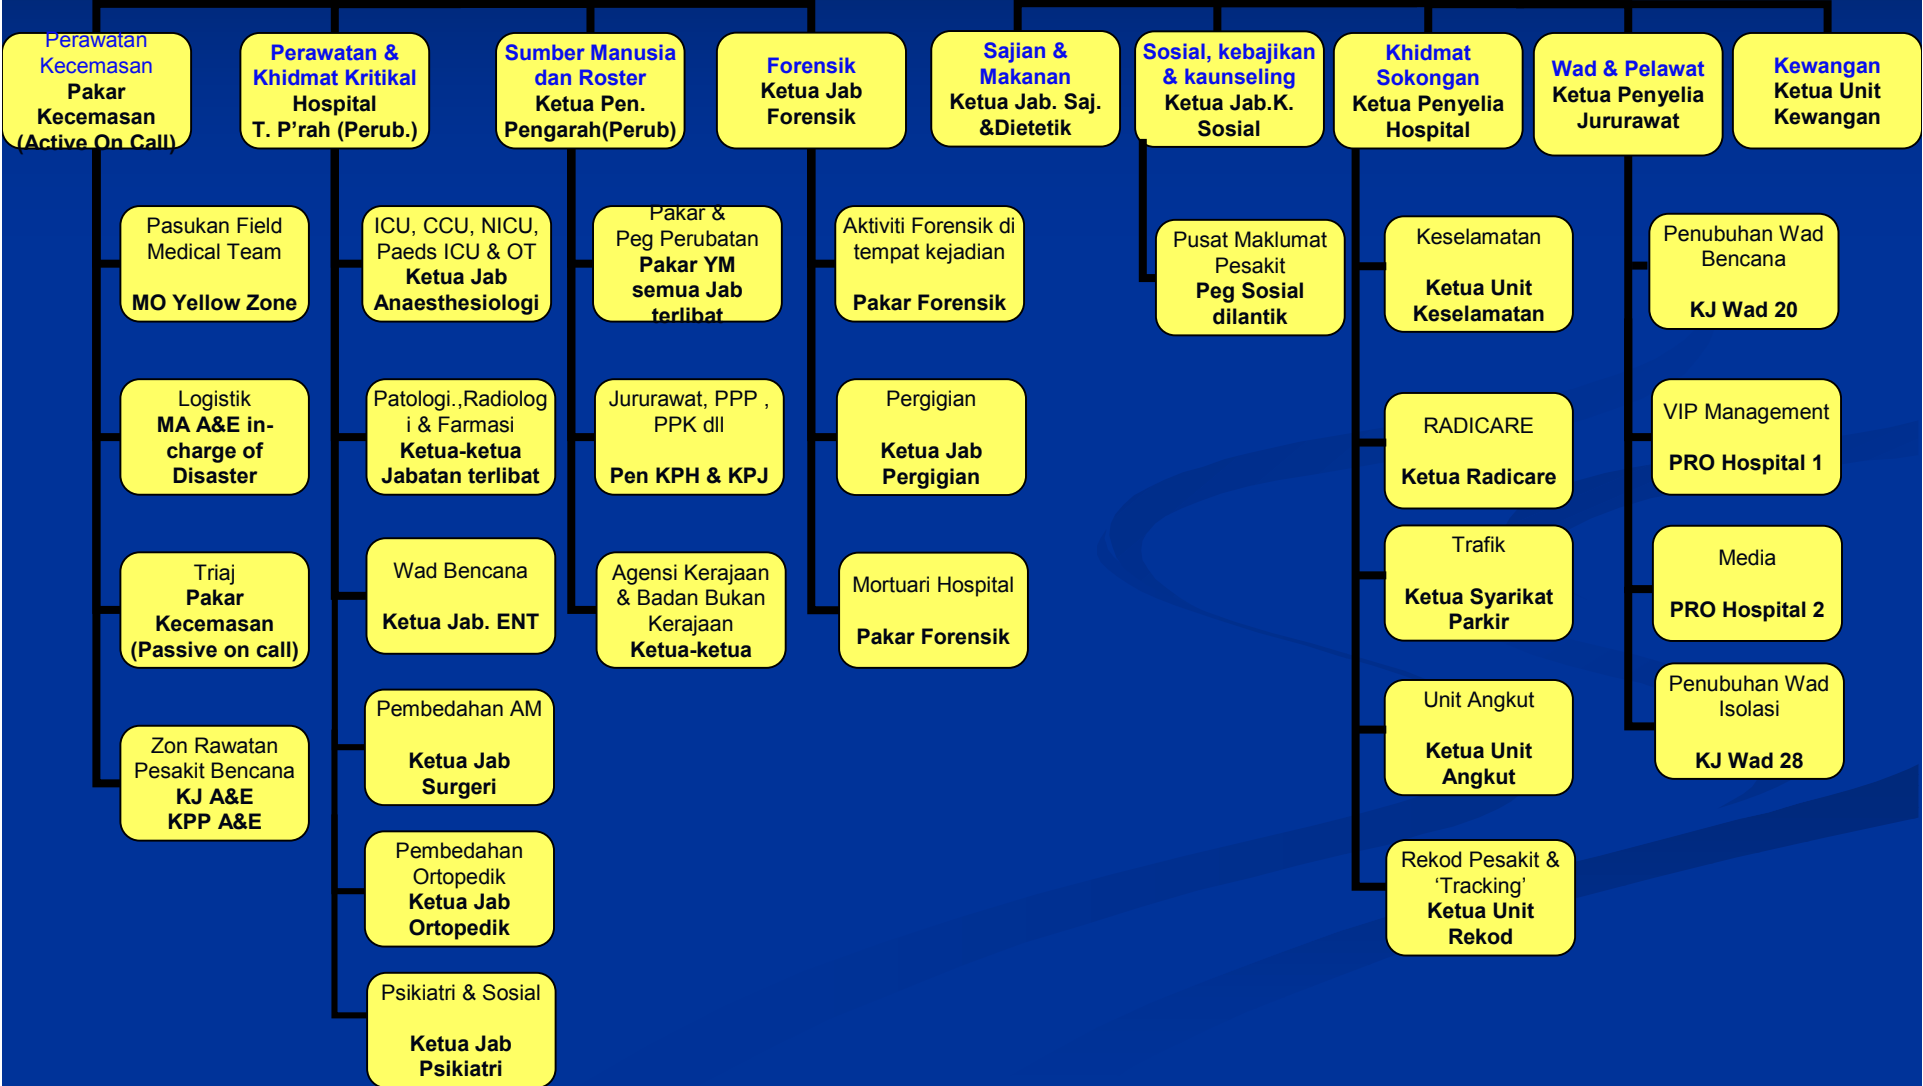 Perawatan
Kecemasan
Pakar
Kecemasan
(Active On Call)
Perawatan &
Khidmat Kritikal
Hospital
T. P'rah (Perub.)
Sumber Manusia
dan Roster
Ketua Pen.
Pengarah(Perub)
Forensik
Ketua Jab
Forensik
Sajian &
Makanan
Ketua Jab. Saj.
&Dietetik
Sosial, kebajikan
& kaunseling
Ketua Jab.K.
Sosial
Khidmat
Sokongan
Ketua Penyelia
Hospital
Wad & Pelawat
Ketua Penyelia
Jururawat
Kewangan
Ketua Unit
Kewangan
Pasukan Field
Medical Team
MO Yellow Zone
Logistik
MA A&E in-
charge of
Disaster
Triaj
Pakar
Kecemasan
(Passive on call)
Zon Rawatan
Pesakit Bencana
KJ A&E
KPP A&E
ICU, CCU, NICU,
Paeds ICU & OT
Ketua Jab
Anaesthesiologi
Patologi.,Radiolog
i & Farmasi
Ketua-ketua
Jabatan terlibat
Wad Bencana
Ketua Jab. ENT
Pembedahan AM
Ketua Jab
Surgeri
Pembedahan
Ortopedik
Ketua Jab
Ortopedik
Psikiatri & Sosial
Ketua Jab
Psikiatri
Pakar &
Peg Perubatan
Pakar YM
semua Jab
terlibat
Jururawat, PPP ,
PPK dll
Pen KPH & KPJ
Agensi Kerajaan
& Badan Bukan
Kerajaan
Ketua-ketua
Aktiviti Forensik di
tempat kejadian
Pakar Forensik
Pergigian
Ketua Jab
Pergigian
Mortuari Hospital
Pakar Forensik
Pusat Maklumat
Pesakit
Peg Sosial
dilantik
Keselamatan
Ketua Unit
Keselamatan
RADICARE
Ketua Radicare
Trafik
Ketua Syarikat
Parkir
Unit Angkut
Ketua Unit
Angkut
Rekod Pesakit &
‘Tracking’
Ketua Unit
Rekod
Penubuhan Wad
Bencana
KJ Wad 20
VIP Management
PRO Hospital 1
Media
PRO Hospital 2
Penubuhan Wad
Isolasi
KJ Wad 28